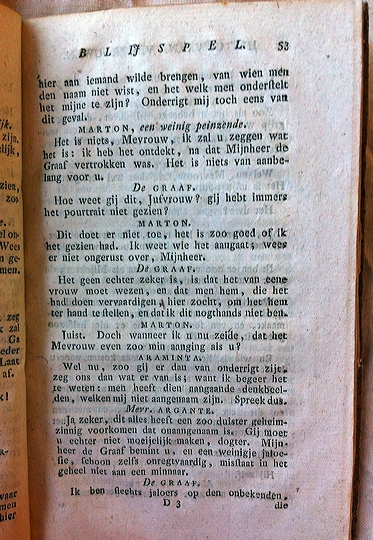 BLIJSPEL. 53
hier aan iemand wilde brengen, van wien men
den naam niet wist, en het welk men onderstelt
het mijne te zijn? Onderrigt mij toch eens van
dit geval.
MARTON, een weinig peinzende.
Het is niets, Mevrouw, ik zal u zeggen wat
het is: ik heb het ontdekt, na dat Mijnheer de
Graaf vertrokken was. Het is niets van aanbe-
lang voor u.
De GRAAF.
Hoe weet gij dit, Jufvrouw? gij hebt immers
het pourtrait niet gezien?
MARTON.
Dit doet er niet toe, het is zoo goed of ik
het gezien had. Ik weet wie het aangaat; wees
er niet ongerust over, Mijnheer.
De GRAAF.
Het geen echter zeker is, is dat het van eene
vrouw moet wezen, en dat men hem, die het
had doen vervaardigen, hier zocht, om het hem
ter hand te stellen, en dat ik dit nogthands niet ben.
MARTON.
Juist. Doch wanneer ik u nu zeide, dat het
Mevrouw even zoo min aanging als u?
ARAMINTA.
Wel nu, zoo gij er dan van onderrigt zijt,
zeg ons dan wat er van is; want ik begeer het
te weten: men heeft dien aangaande denkbeel-
den, welken mij niet aangenaam zijn. Spreek dus.
Mevr. ARGANTE.
Ja zeker, dit alles heeft een zoo duister geheim-
zinnig voorkomen dat onaangenaam is. Gij moet
u echter niet moeijelijk maken, dogter. Mijn-
heer de Graaf bemint u, en een weinigje jaloe-
sie, schoon zelfs onregtvaardig, misstaat in het
geheel niet aan een minnaar.
De GRAAF.
Ik ben slechts jaloers op den onbekenden,
D 3 die